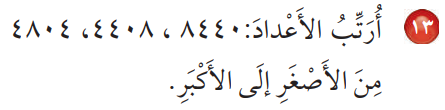 ١٣ أُرَتِّبُ الأَعْدادَ: ٨٤٤٠ ، ٤٤٠٨، ٤٨٠٤
مِنَ الأَصْغَرِ إِلَى الأَكْبَرِ.